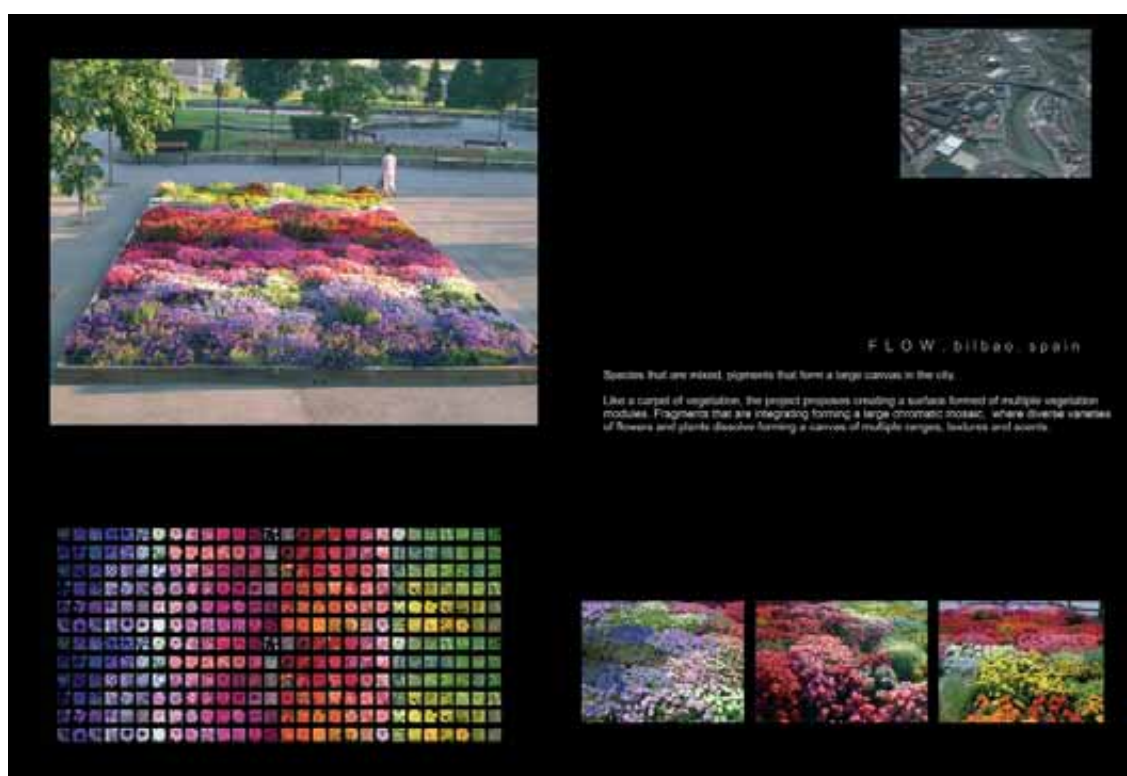 FLOW. bilbao. spain
Species that are mixed, pigments that form a large canvas in the city.
Like a carpet of vegetation, the project proposes creating a surface formed of multiple vegetation
modules. Fragments that are integrating forming a large chromatic mosaic, where diverse varieties
of flowers and plants dissolve forming a canvas of multiple ranges, textures and scents.